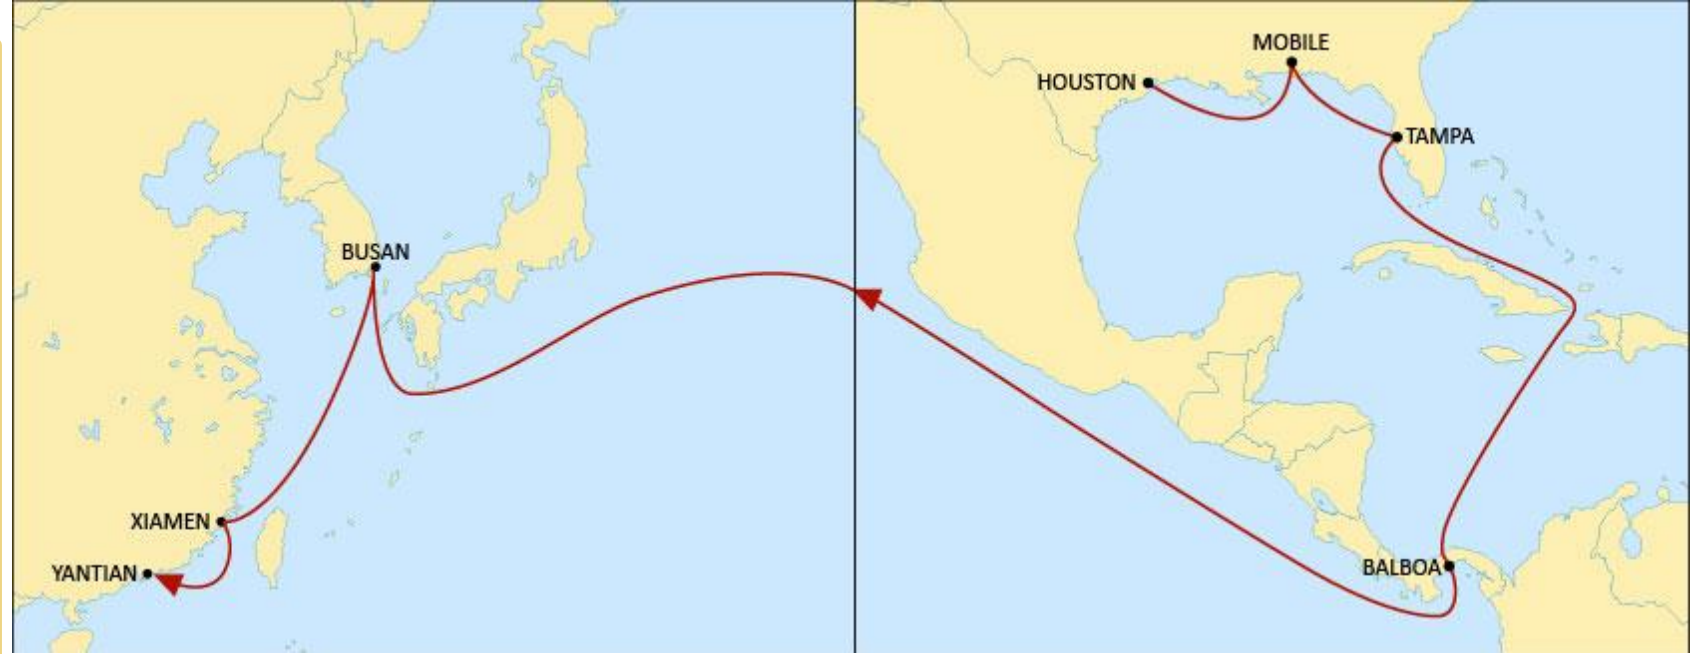 MOBILE
HOUSTON
TAMPA
BUSAN
XIAMEN
YANTIAN
BALBOA